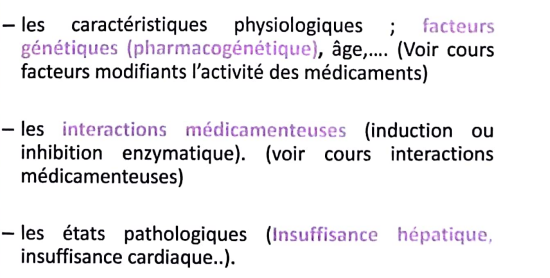 – les caractéristiques physiologiques ; facteurs
génétiques (pharmacogénétique), âge,.... (Voir cours
facteurs modifiants l'activité des médicaments)
– les interactions médicamenteuses (induction ou
inhibition enzymatique). (voir cours interactions
médicamenteuses)
– les états pathologiques (Insuffisance hépatique,
insuffisance cardiaque..).